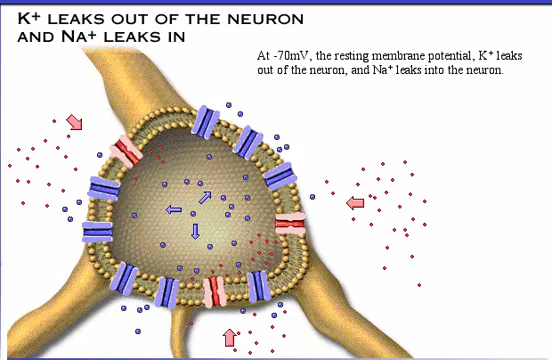 K+ LEAKS OUT OF THE NEURON
AND Na+ LEAKS IN
At -70mV, the resting membrane potential, K+ leaks
out of the neuron, and Na+ leaks into the neuron.